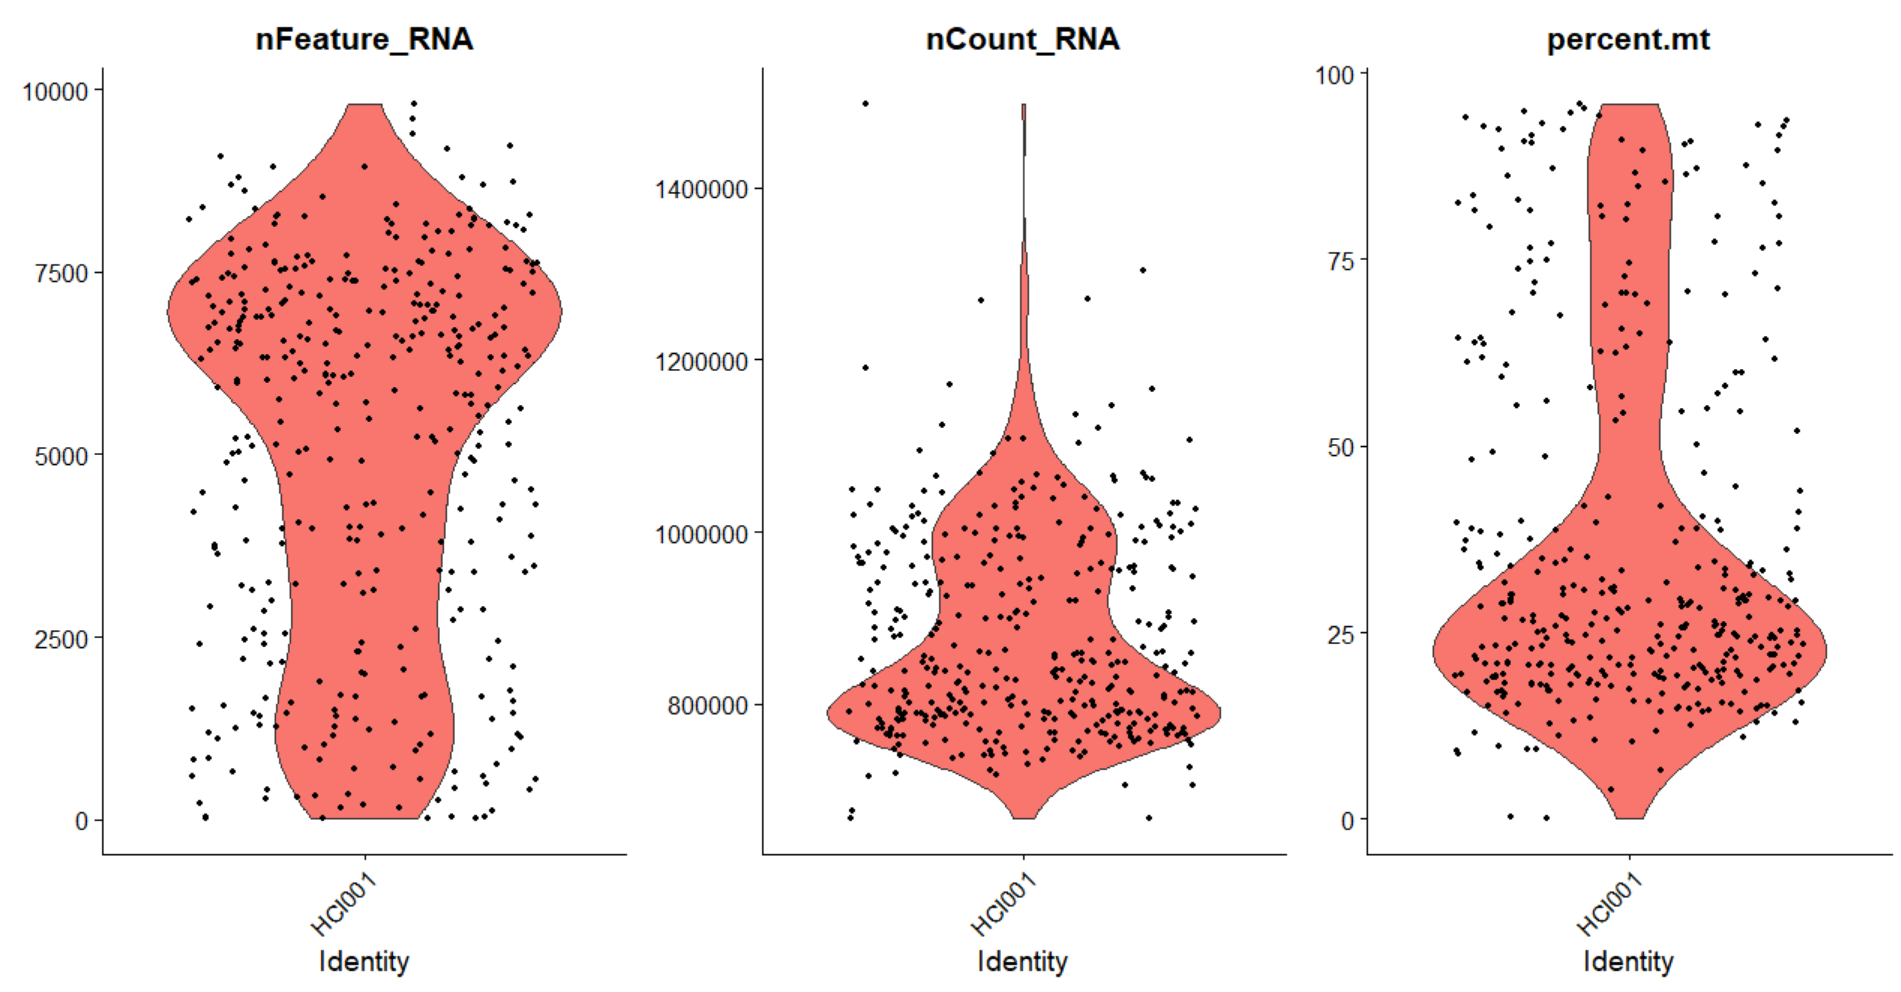 nFeature_RNA
10000
7500
5000
2500
0
HCI001
Identity
nCount_RNA
1400000
1200000
1000000
800000
HCI001
Identity
percent.mt
100
75
50
25
0
HCI001
Identity